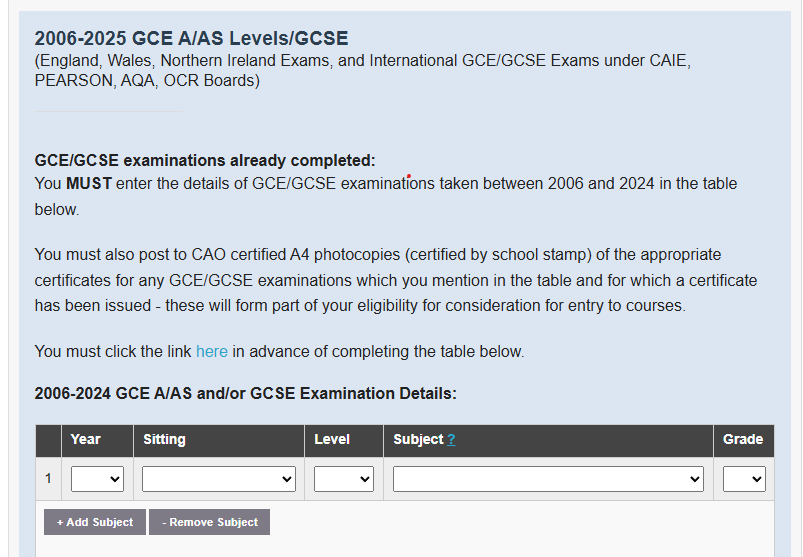 2006-2025 GCE A/AS Levels/GCSE
(England, Wales, Northern Ireland Exams, and International GCE/GCSE Exams under CAIE,
PEARSON, AQA, OCR Boards)
GCE/GCSE examinations already completed:
You MUST enter the details of GCE/GCSE examinations taken between 2006 and 2024 in the table
below.
You must also post to CAO certified A4 photocopies (certified by school stamp) of the appropriate
certificates for any GCE/GCSE examinations which you mention in the table and for which a certificate
has been issued - these will form part of your eligibility for consideration for entry to courses.
You must click the link here in advance of completing the table below.
2006-2024 GCE A/AS and/or GCSE Examination Details:
Year Sitting Level Subject ? Grade
1
+ Add Subject - Remove Subject